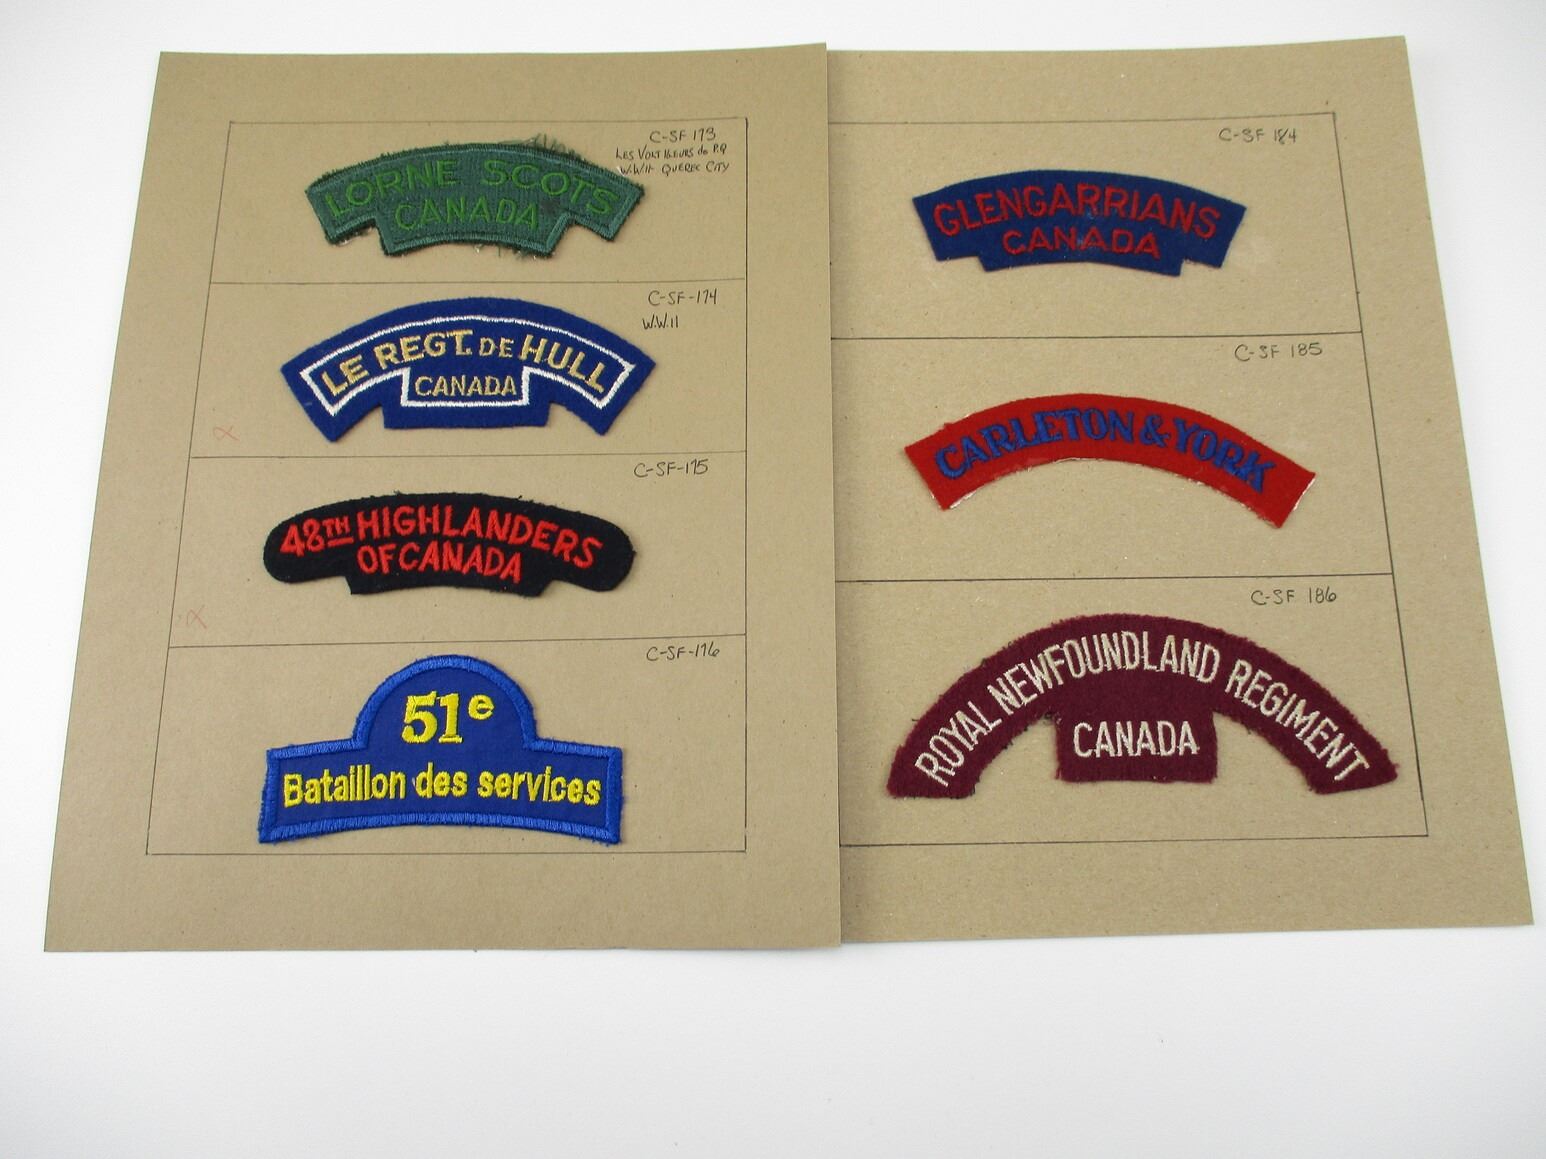 C-SF 173
LES VOLTIGEURS de P.Q
W.W.II QUEBEC CITY
LORNE SCOTS
CANADA
C-SF-174
W.W.II
LE REGT. DE HULL
CANADA
C-SF-175
48TH HIGHLANDERS
OF CANADA
C-SF-176
51e
Bataillon des services
C-SF 184
GLENGARRIANS
CANADA
C-SF 185
CARLETON & YORK
C-SF 186
ROYAL NEWFOUNDLAND REGIMENT
CANADA